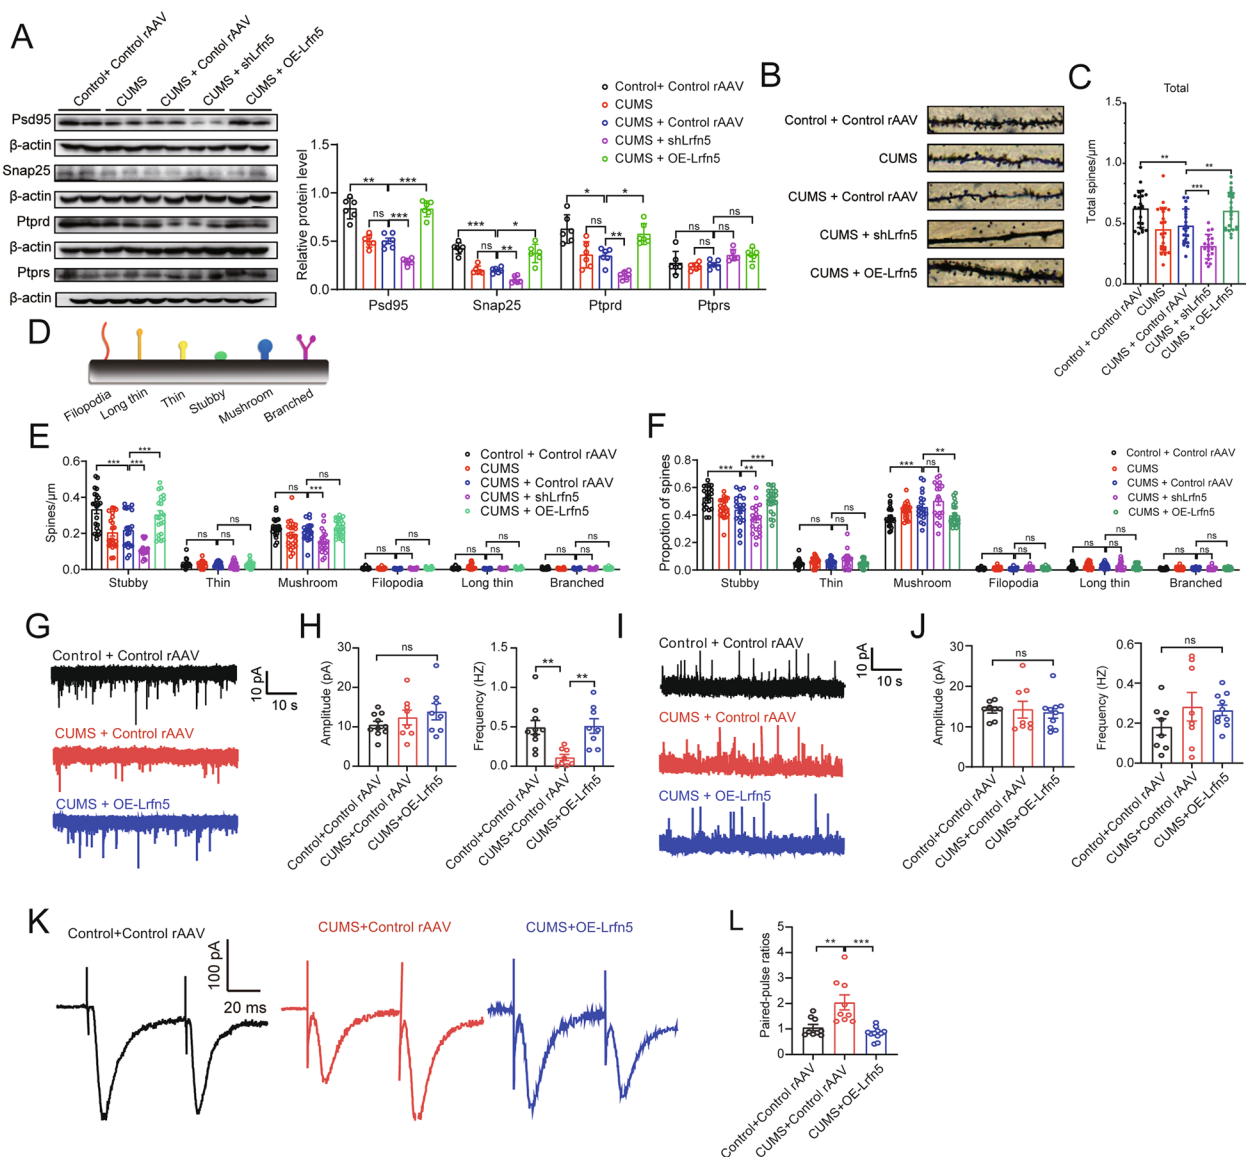 A
Control+ Control rAAV
CUMS
CUMS + Contol rAAV
CUMS + shLrfn5
CUMS + OE-Lrfn5
Psd95
β-actin
Snap25
β-actin
Ptprd
β-actin
Ptprs
β-actin
Relative protein level
1.5
1.0
0.5
0.0
** *** ns ***
*** * ns **
* * ns **
ns ns ns
Psd95 Snap25 Ptprd Ptprs
Control+ Control rAAV
CUMS
CUMS + Control rAAV
CUMS + shLrfn5
CUMS + OE-Lrfn5
B
Control + Control rAAV
CUMS
CUMS + Control rAAV
CUMS + shLrfn5
CUMS + OE-Lrfn5
C
Total
Total spines/μm
1.5
1.0
0.5
0.0
** ** ***
Control + Control rAAV
CUMS
CUMS + Control rAAV
CUMS + shLrfn5
CUMS + OE-Lrfn5
D
Filopodia
Long thin
Thin
Stubby
Mushroom
Branched
E
Spines/μm
0.6
0.4
0.2
0.0
*** *** ***
ns ns ns
ns *** ns
ns ns ns
ns ns ns
ns ns ns
Stubby Thin Mushroom Filopodia Long thin Branched
Control + Control rAAV
CUMS
CUMS + Control rAAV
CUMS + shLrfn5
CUMS + OE-Lrfn5
F
Propotion of spines
0.8
0.6
0.4
0.2
0.0
*** ** ***
ns ns ns
*** ns **
ns ns ns
ns ns ns
ns ns ns
Stubby Thin Mushroom Filopodia Long thin Branched
Control + Control rAAV
CUMS
CUMS + Control rAAV
CUMS + shLrfn5
CUMS + OE-Lrfn5
G
Control + Control rAAV
CUMS + Control rAAV
CUMS + OE-Lrfn5
10 pA
10 s
H
Amplitude (pA)
30
20
10
0
ns
Control+Control rAAV
CUMS+Control rAAV
CUMS+OE-Lrfn5
Frequency (HZ)
1.5
1.0
0.5
0.0
** **
Control+Control rAAV
CUMS+Control rAAV
CUMS+OE-Lrfn5
I
Control + Control rAAV
CUMS + Control rAAV
CUMS + OE-Lrfn5
10 pA
10 s
J
Amplitude (pA)
30
20
10
0
ns
Control+Control rAAV
CUMS+Control rAAV
CUMS+OE-Lrfn5
Frequency (HZ)
0.6
0.4
0.2
0.0
ns
Control+Control rAAV
CUMS+Control rAAV
CUMS+OE-Lrfn5
K
Control+Control rAAV
CUMS+Control rAAV
CUMS+OE-Lrfn5
100 pA
20 ms
L
Paired-pulse ratios
5
4
3
2
1
0
** ***
Control+Control rAAV
CUMS+Control rAAV
CUMS+OE-Lrfn5